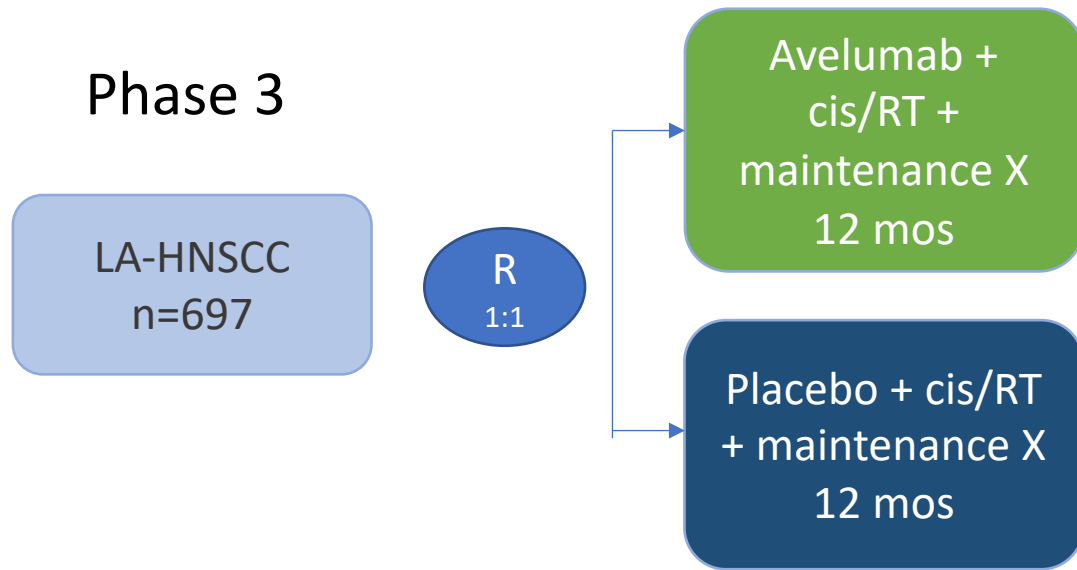 Phase 3
LA-HNSCC
n=697
R
1:1
Avelumab +
cis/RT +
maintenance X
12 mos
Placebo + cis/RT
+ maintenance X
12 mos